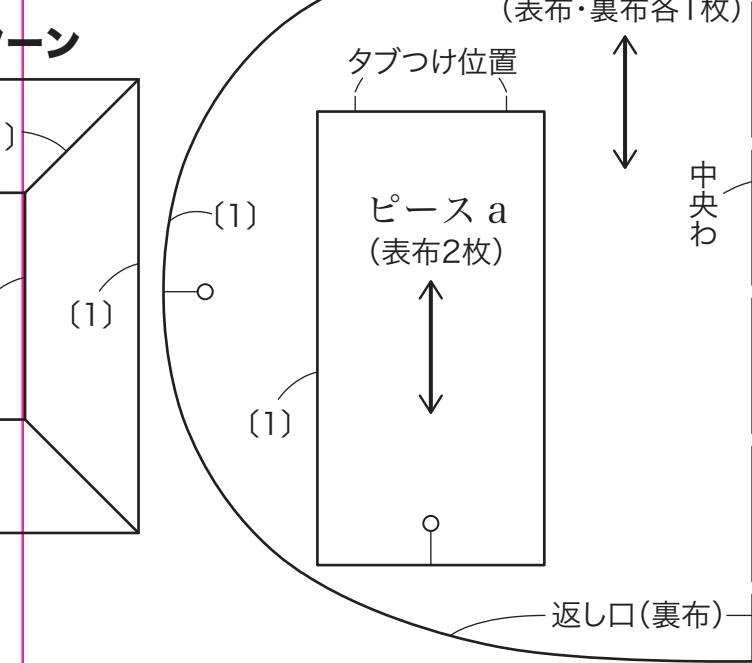 ーン
(表布・裏布各1枚)
タブつけ位置
中央わ
ピース a
(表布2枚)
〔1〕
〔1〕
〔1〕
返し口(裏布)